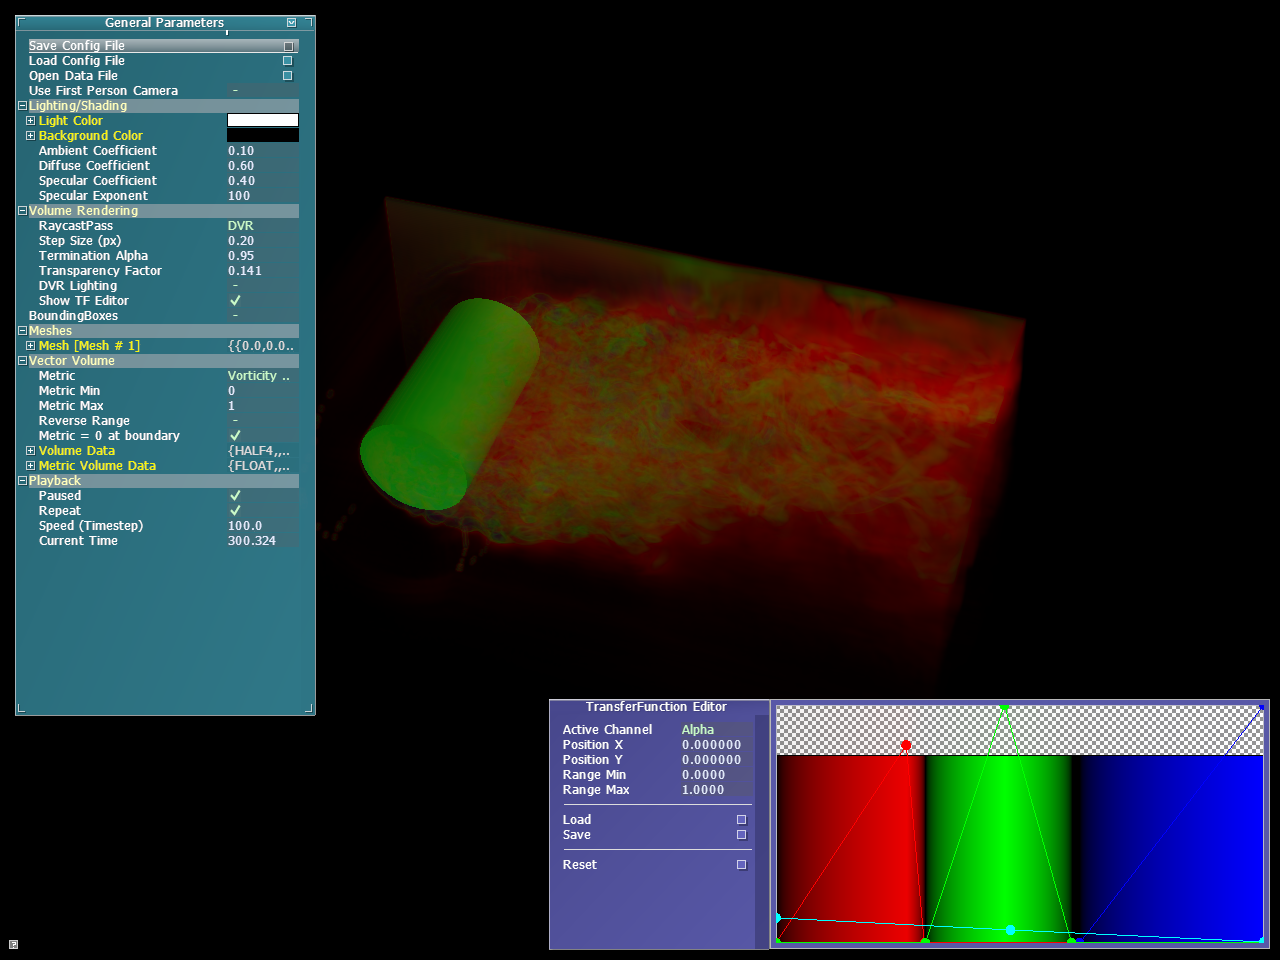 General Parameters
Save Config File
Load Config File
Open Data File
Use First Person Camera -
Lighting/Shading
Light Color
Background Color
Ambient Coefficient 0.10
Diffuse Coefficient 0.60
Specular Coefficient 0.40
Specular Exponent 100
Volume Rendering
RaycastPass DVR
Step Size (px) 0.20
Termination Alpha 0.95
Transparency Factor 0.141
DVR Lighting -
Show TF Editor ✓
BoundingBoxes -
Meshes
Mesh [Mesh # 1] {{0.0,0.0..
Vector Volume
Metric Vorticity ..
Metric Min 0
Metric Max 1
Reverse Range -
Metric = 0 at boundary ✓
Volume Data {HALF4,,..
Metric Volume Data {FLOAT,,..
Playback
Paused ✓
Repeat ✓
Speed (Timestep) 100.0
Current Time 300.324
TransferFunction Editor
Active Channel Alpha
Position X 0.000000
Position Y 0.000000
Range Min 0.0000
Range Max 1.0000
Load
Save
Reset
?